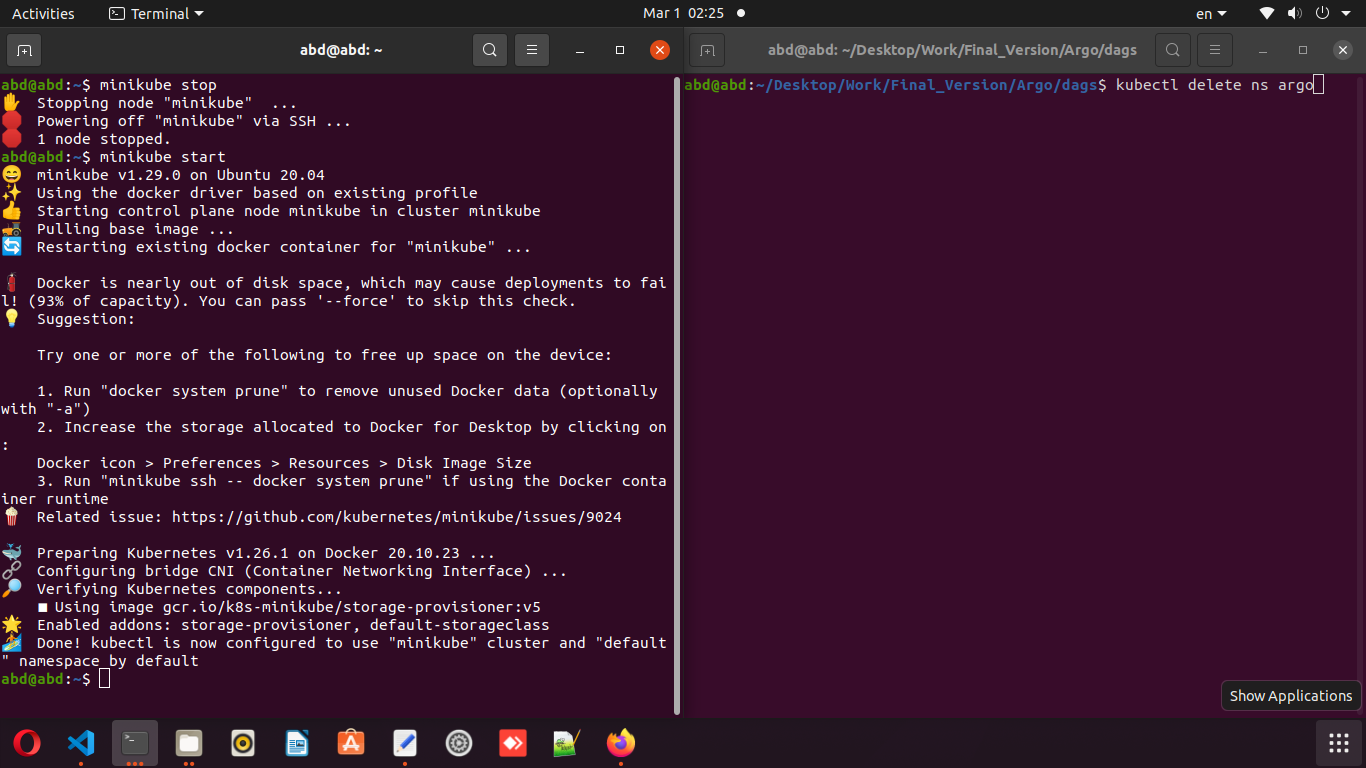 Activities
Terminal
Mar 1 02:25
en
abd@abd: ~
abd@abd: ~/Desktop/Work/Final_Version/Argo/dags
abd@abd:~$ minikube stop
Stopping node "minikube"  ...
Powering off "minikube" via SSH ...
1 node stopped.
abd@abd:~$ minikube start
minikube v1.29.0 on Ubuntu 20.04
Using the docker driver based on existing profile
Starting control plane node minikube in cluster minikube
Pulling base image ...
Restarting existing docker container for "minikube" ...
Docker is nearly out of disk space, which may cause deployments to fai
l! (93% of capacity). You can pass '--force' to skip this check.
Suggestion:
Try one or more of the following to free up space on the device:
1. Run "docker system prune" to remove unused Docker data (optionally
with "-a")
2. Increase the storage allocated to Docker for Desktop by clicking on
:
Docker icon > Preferences > Resources > Disk Image Size
3. Run "minikube ssh -- docker system prune" if using the Docker conta
iner runtime
Related issue: https://github.com/kubernetes/minikube/issues/9024
Preparing Kubernetes v1.26.1 on Docker 20.10.23 ...
Configuring bridge CNI (Container Networking Interface) ...
Verifying Kubernetes components...
■ Using image gcr.io/k8s-minikube/storage-provisioner:v5
Enabled addons: storage-provisioner, default-storageclass
Done! kubectl is now configured to use "minikube" cluster and "default
" namespace by default
abd@abd:~$
abd@abd:~/Desktop/Work/Final_Version/Argo/dags$ kubectl delete ns argo
Show Applications